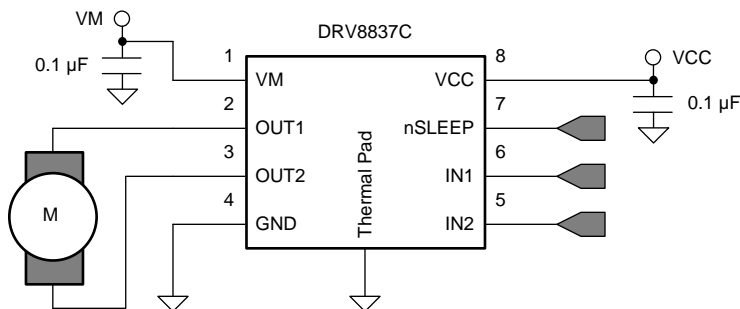 DRV8837C
VM
0.1 µF
1
VM
2
OUT1
3
OUT2
4
GND
Thermal Pad
8
VCC
7
nSLEEP
6
IN1
5
IN2
VCC
0.1 µF
M